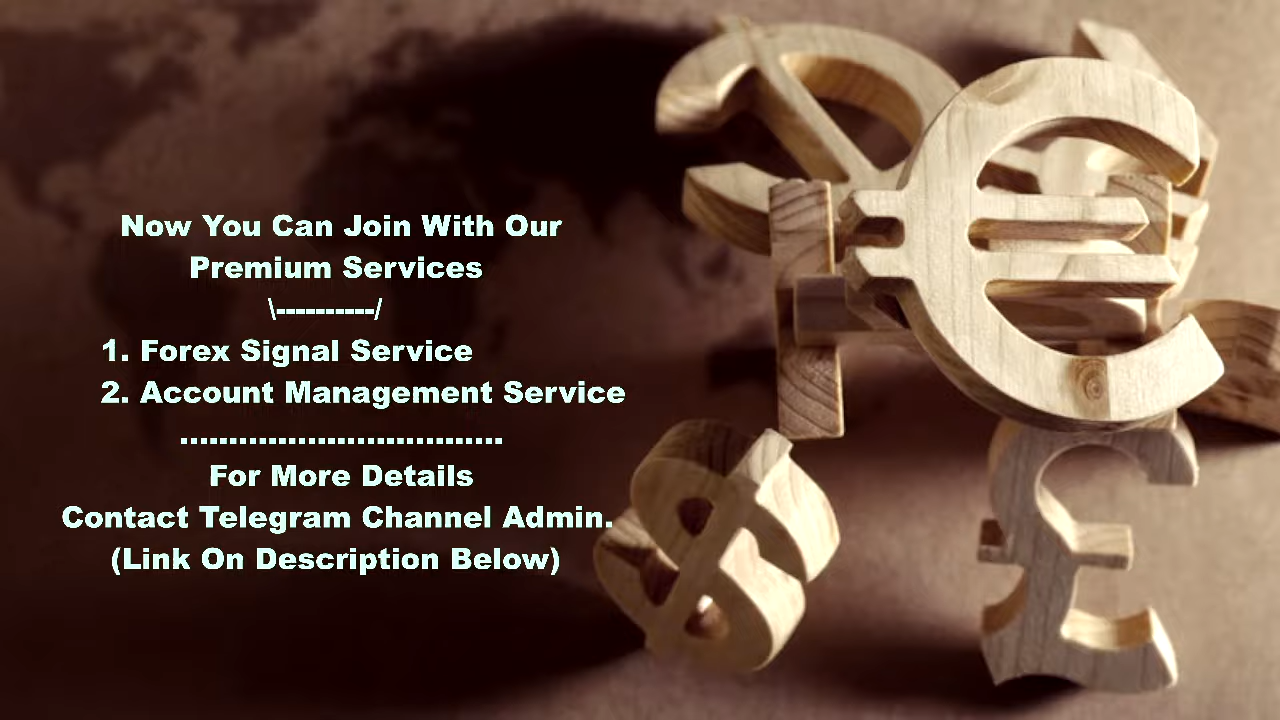 Now You Can Join With Our
Premium Services
\----------/
1. Forex Signal Service
2. Account Management Service
.................................
For More Details
Contact Telegram Channel Admin.
(Link On Description Below)